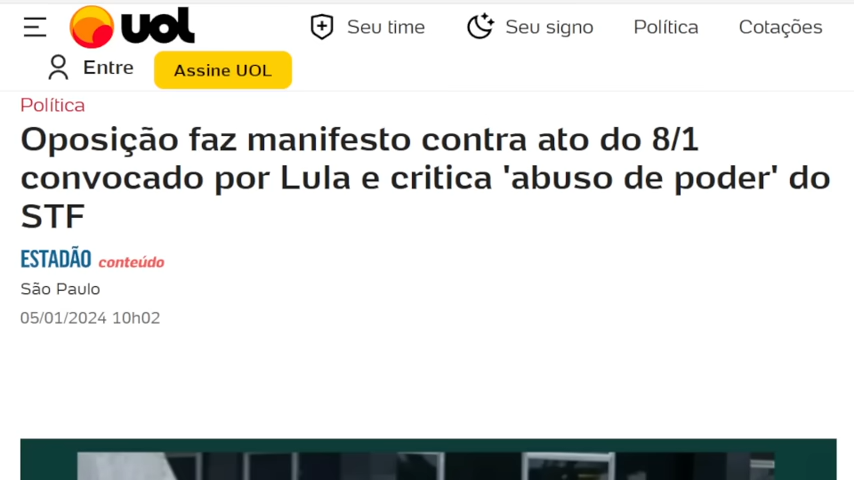 uol
Seu time
Seu signo
Política
Cotações
Entre
Assine UOL
Política
Oposição faz manifesto contra ato do 8/1
convocado por Lula e critica 'abuso de poder' do
STF
ESTADÃO conteúdo
São Paulo
05/01/2024 10h02